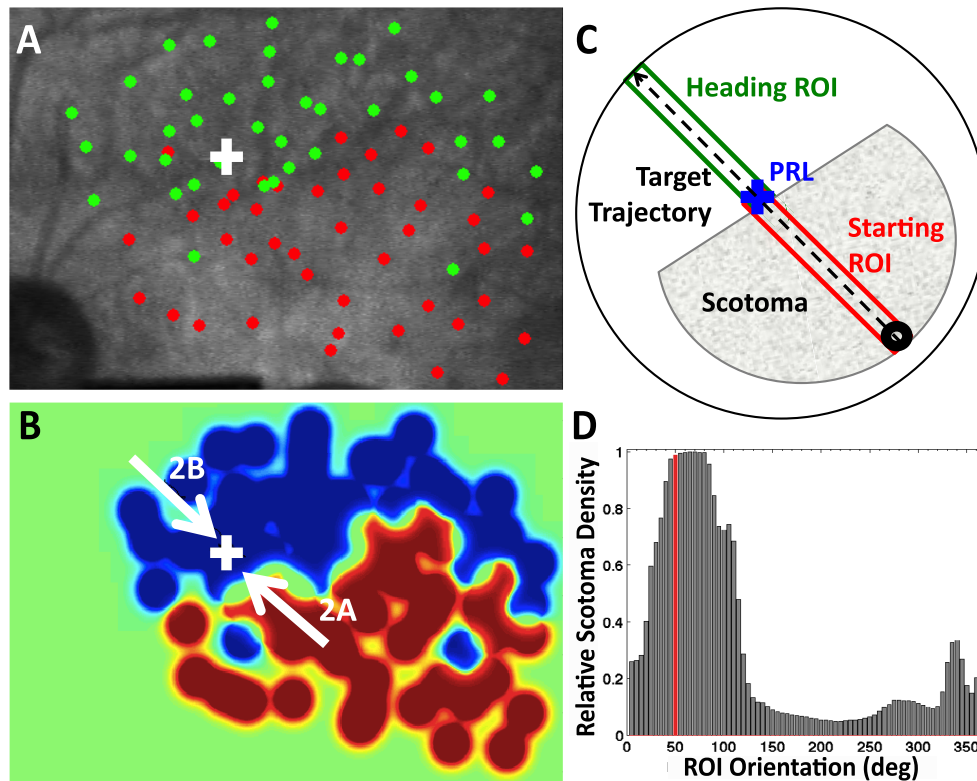 A
B
2B
2A
C
Heading ROI
PRL
Target
Trajectory
Starting
ROI
Scotoma
D
Relative Scotoma Density
1
0.8
0.6
0.4
0.2
0
0 50 100 150 200 250 300 350
ROI Orientation (deg)